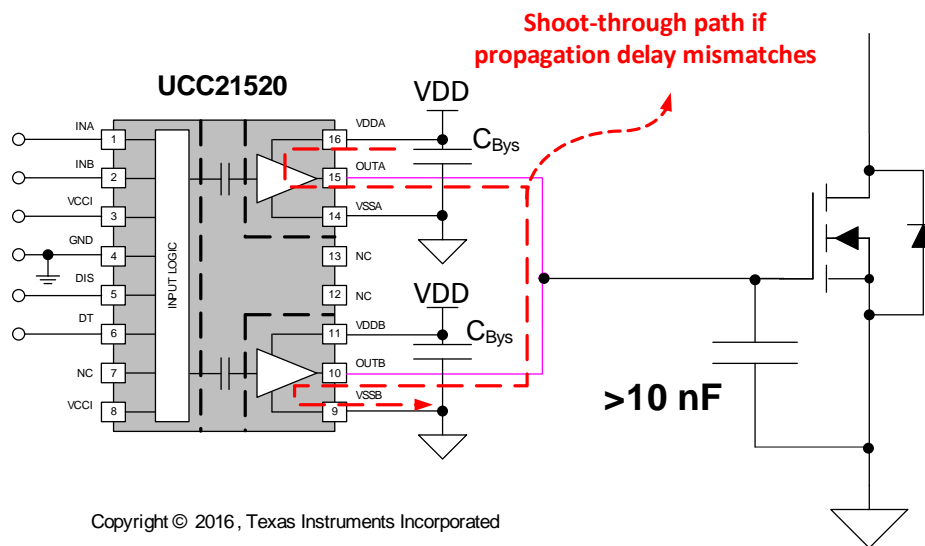 Shoot-through path if
propagation delay mismatches
UCC21520
VDD
INA
1
VDDA
16
CBys
INB
2
OUTA
15
VCCI
3
VSSA
14
GND
4
NC
13
DIS
5
NC
12
DT
6
VDDB
11
VDD
CBys
NC
7
OUTB
10
VCCI
8
VSSB
9
INPUT LOGIC
>10 nF
Copyright © 2016, Texas Instruments Incorporated